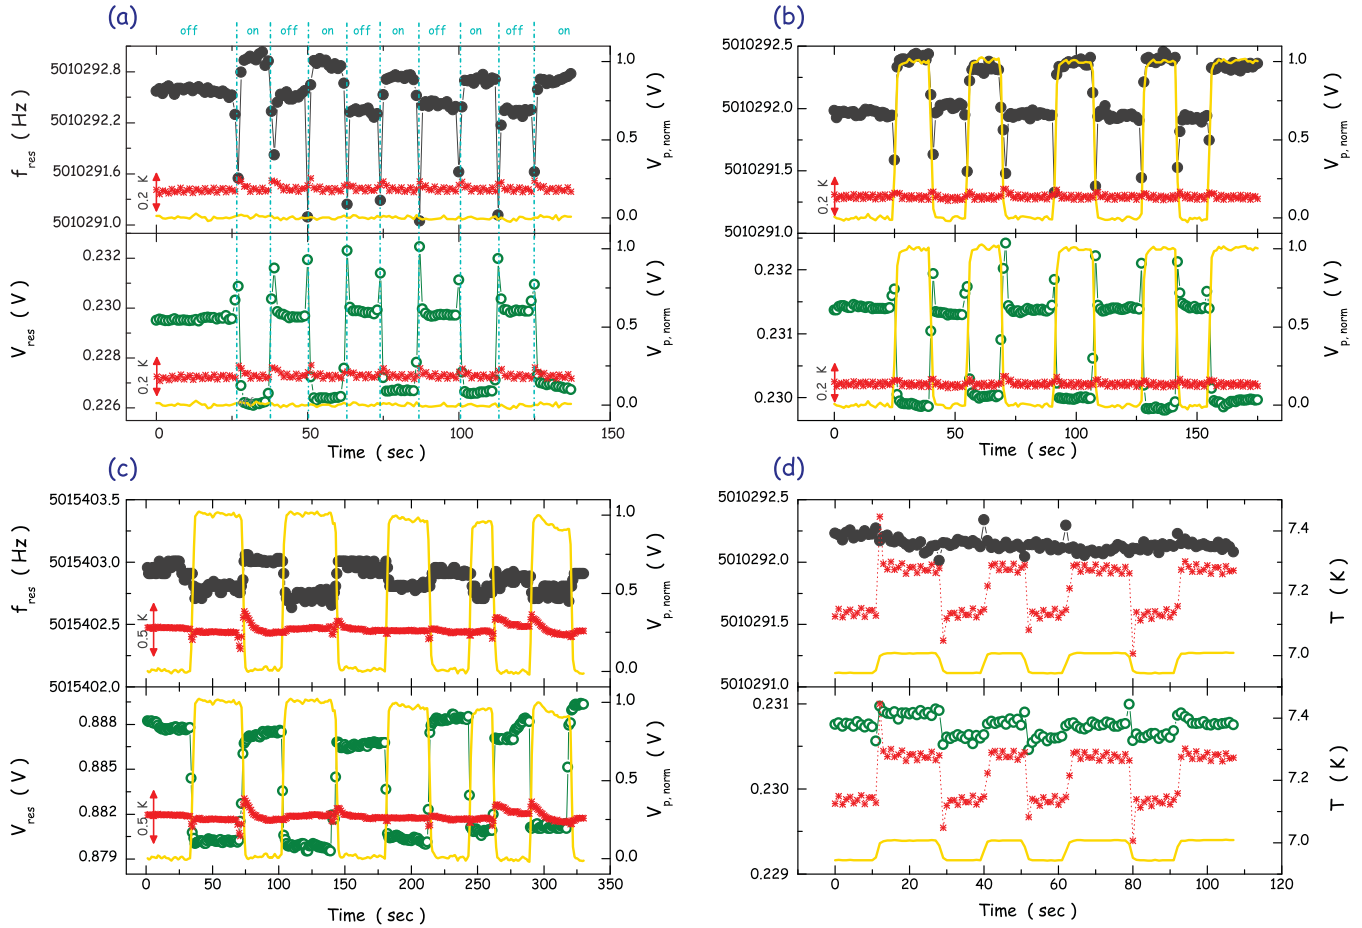 (a)
off on off on off on off on off on
5010292.8
5010292.2
5010291.6
5010291.0
f res ( Hz )
0.2 K
1.0
0.5
0.0
V p, norm ( V )
0.232
0.230
0.228
0.226
V res ( V )
0.2 K
1.0
0.5
0.0
V p, norm ( V )
0 50 100 150
Time ( sec )
(b)
5010292.5
5010292.0
5010291.5
5010291.0
0.2 K
1.0
0.5
0.0
V p, norm ( V )
0.232
0.231
0.230
0.2 K
1.0
0.5
0.0
V p, norm ( V )
0 50 100 150
Time ( sec )
(c)
5015403.5
5015403.0
5015402.5
5015402.0
f res ( Hz )
0.5 K
1.0
0.5
0.0
V p, norm ( V )
0.888
0.885
0.882
0.879
V res ( V )
0.5 K
1.0
0.5
0.0
V p, norm ( V )
0 50 100 150 200 250 300 350
Time ( sec )
(d)
5010292.5
5010292.0
5010291.5
5010291.0
7.4
7.2
7.0
T ( K )
0.231
0.230
0.229
7.4
7.2
7.0
T ( K )
0 20 40 60 80 100 120
Time ( sec )